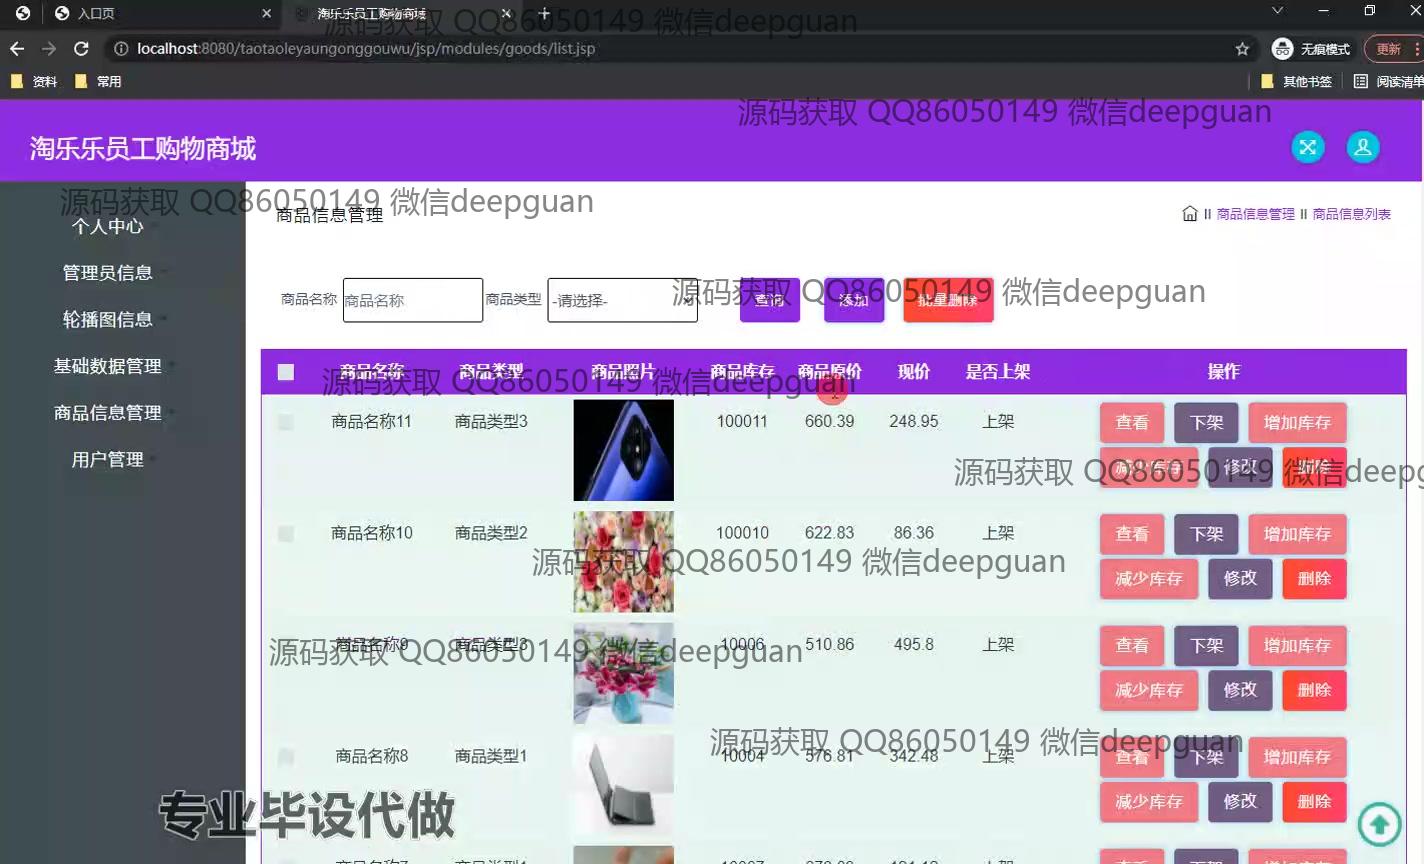 入口页
淘乐乐员工购物商城
源码获取 QQ86050149 微信deepguan
localhost:8080/taotaoleyaungonggouwu/jsp/modules/goods/list.jsp
无痕模式
更新
资料
常用
其他书签
阅读清单
源码获取 QQ86050149 微信deepguan
淘乐乐员工购物商城
源码获取 QQ86050149 微信deepguan
个人中心
管理员信息
轮播图信息
基础数据管理
商品信息管理
用户管理
商品信息管理
商品信息管理
商品信息列表
商品名称 商品名称 商品类型 -请选择- 查询 添加 批量删除
源码获取 QQ86050149 微信deepguan
商品名称 商品类型 商品照片 商品库存 商品原价 现价 是否上架 操作
源码获取 QQ86050149 微信deepguan
商品名称11 商品类型3 100011 660.39 248.95 上架 查看 下架 增加库存
减少库存 修改 删除
源码获取 QQ86050149 微信deepg
商品名称10 商品类型2 100010 622.83 86.36 上架 查看 下架 增加库存
源码获取 QQ86050149 微信deepguan
减少库存 修改 删除
商品名称9 商品类型3 10006 510.86 495.8 上架 查看 下架 增加库存
源码获取 QQ86050149 微信deepguan
减少库存 修改 删除
源码获取 QQ86050149 微信deepguan
商品名称8 商品类型1 10004 576.81 342.48 上架 查看 下架 增加库存
减少库存 修改 删除
专业毕设代做